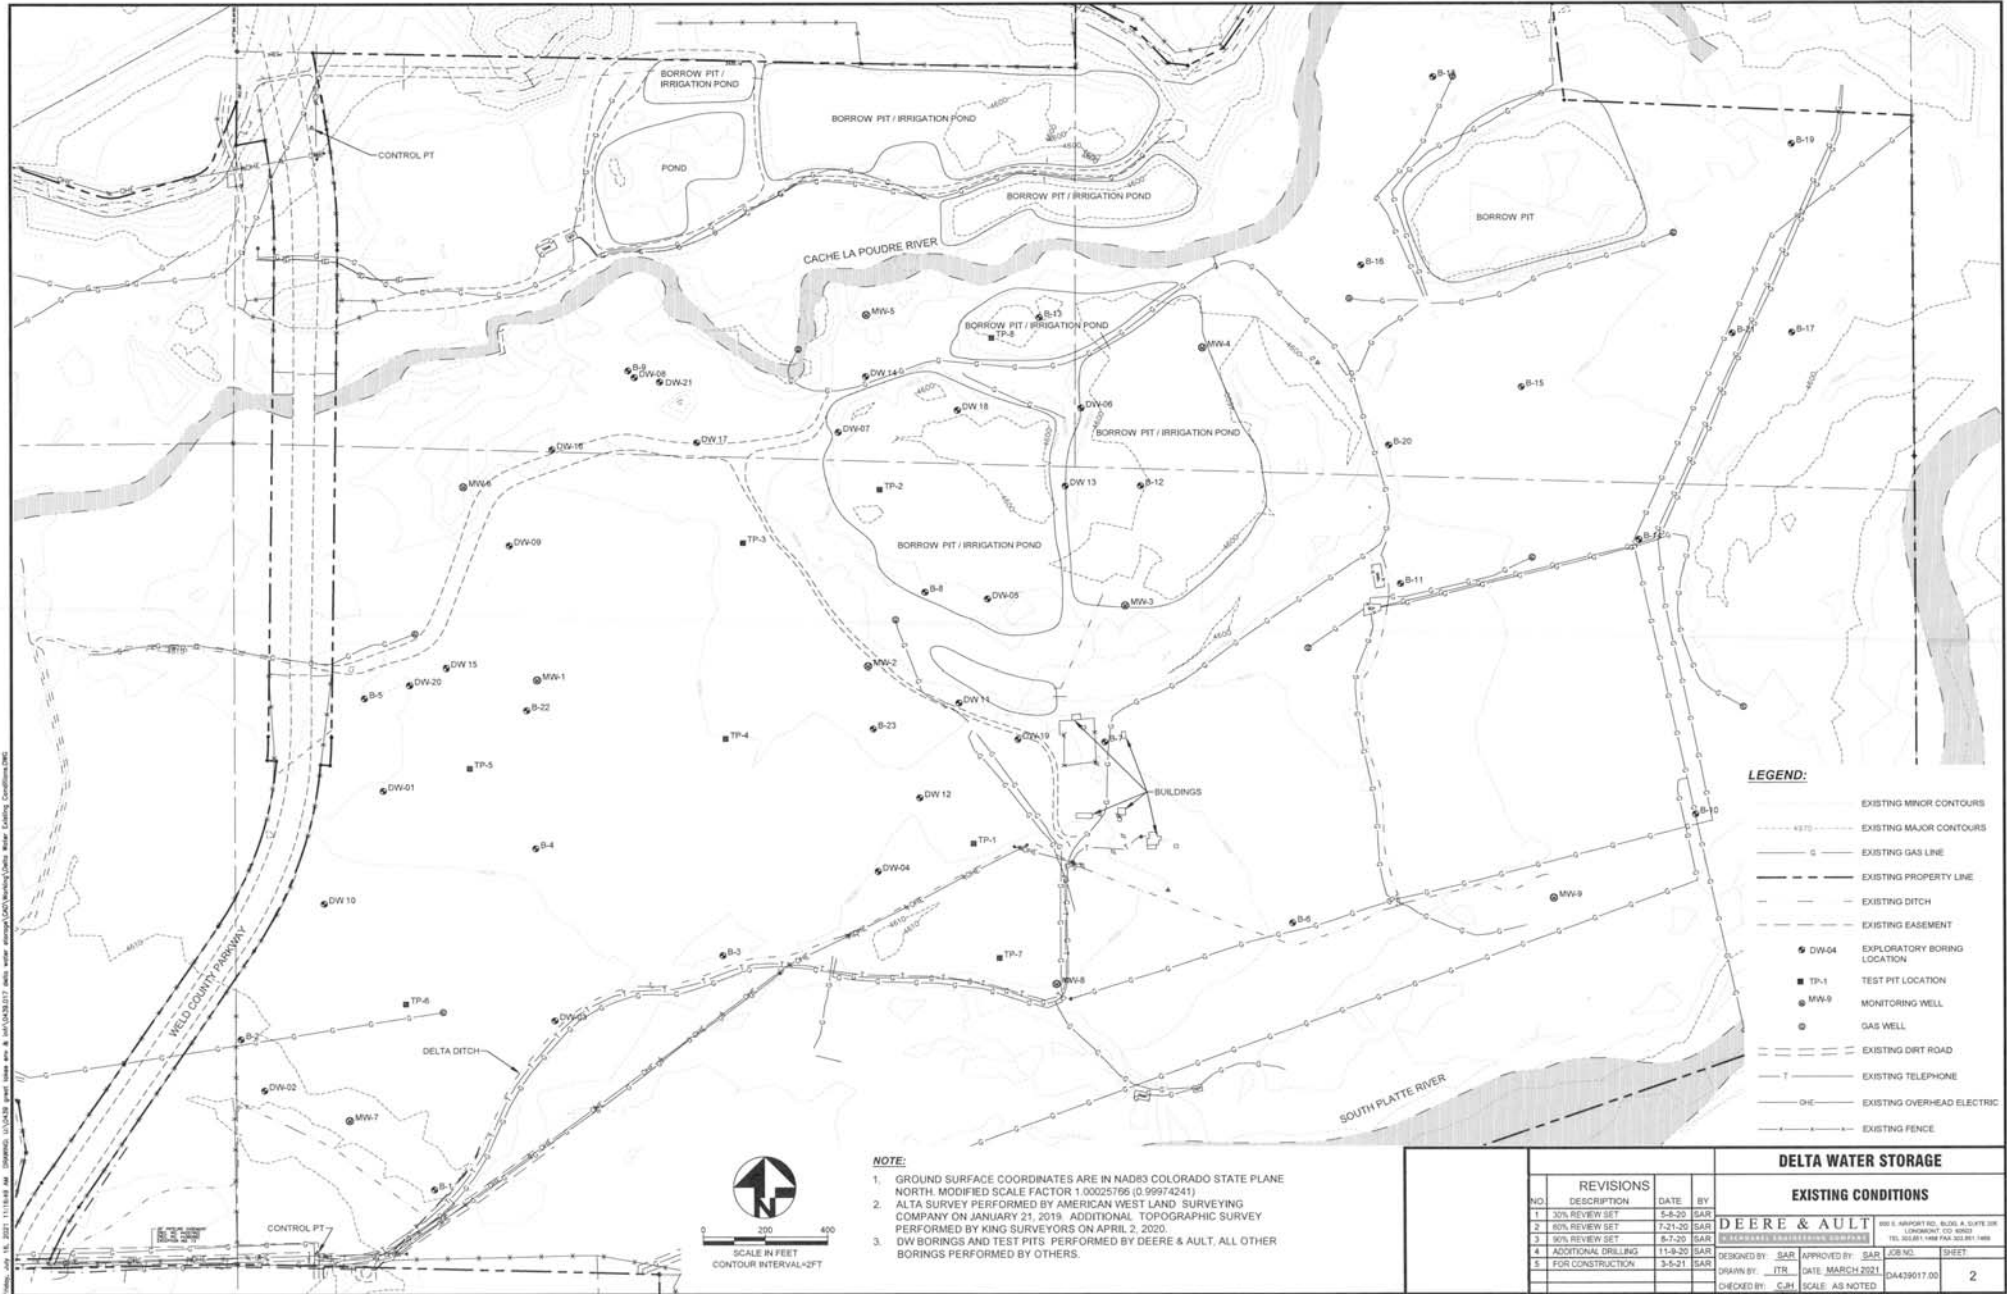 BORROW PIT /
IRRIGATION POND
BORROW PIT / IRRIGATION POND
POND
BORROW PIT / IRRIGATION POND
CONTROL PT
CACHE LA POUDRE RIVER
BORROW PIT
B-19
B-16
B-17
B-21
B-15
B-20
MW-5
B-13
BORROW PIT / IRRIGATION POND
TP-8
MW-4
B-9
DW-08
DW-21
DW 14
DW 18
DW-06
DW-07
BORROW PIT / IRRIGATION POND
DW-16
DW 17
MW-6
TP-2
DW 13
B-12
DW-09
TP-3
BORROW PIT / IRRIGATION POND
B-8
DW-05
MW-3
B-11
4600
4600
4600
4600
4600
4610
DW 15
DW-20
B-5
MW-1
B-22
MW-2
DW 11
B-23
DW-19
B-7
TP-4
TP-5
DW-01
DW 12
BUILDINGS
B-10
B-4
TP-1
DW-04
DW 10
MW-9
B-6
4610
4610
4610
B-3
TP-7
MW-8
TP-6
WELD COUNTY PARKWAY
B-2
DW-03
DELTA DITCH
DW-02
MW-7
B-1
CONTROL PT
SOUTH PLATTE RIVER
LEGEND:
EXISTING MINOR CONTOURS
4970 EXISTING MAJOR CONTOURS
G EXISTING GAS LINE
EXISTING PROPERTY LINE
EXISTING DITCH
EXISTING EASEMENT
DW-04 EXPLORATORY BORING
LOCATION
TP-1 TEST PIT LOCATION
MW-9 MONITORING WELL
GAS WELL
EXISTING DIRT ROAD
T EXISTING TELEPHONE
OHE EXISTING OVERHEAD ELECTRIC
EXISTING FENCE
N
0 200 400
SCALE IN FEET
CONTOUR INTERVAL=2FT
NOTE:
1. GROUND SURFACE COORDINATES ARE IN NAD83 COLORADO STATE PLANE
NORTH. MODIFIED SCALE FACTOR 1.00025766 (0.99974241)
2. ALTA SURVEY PERFORMED BY AMERICAN WEST LAND SURVEYING
COMPANY ON JANUARY 21, 2019. ADDITIONAL TOPOGRAPHIC SURVEY
PERFORMED BY KING SURVEYORS ON APRIL 2, 2020.
3. DW BORINGS AND TEST PITS PERFORMED BY DEERE & AULT, ALL OTHER
BORINGS PERFORMED BY OTHERS.
REVISIONS
NO. DESCRIPTION DATE BY
1 30% REVIEW SET 5-8-20 SAR
2 60% REVIEW SET 7-21-20 SAR
3 90% REVIEW SET 8-7-20 SAR
4 ADDITIONAL DRILLING 11-9-20 SAR
5 FOR CONSTRUCTION 3-5-21 SAR
DELTA WATER STORAGE
EXISTING CONDITIONS
DEERE & AULT
DESIGNED BY: SAR APPROVED BY: SAR
DRAWN BY: ITR DATE: MARCH 2021
CHECKED BY: CJH SCALE: AS NOTED
JOB NO. DA439017.00
SHEET: 2